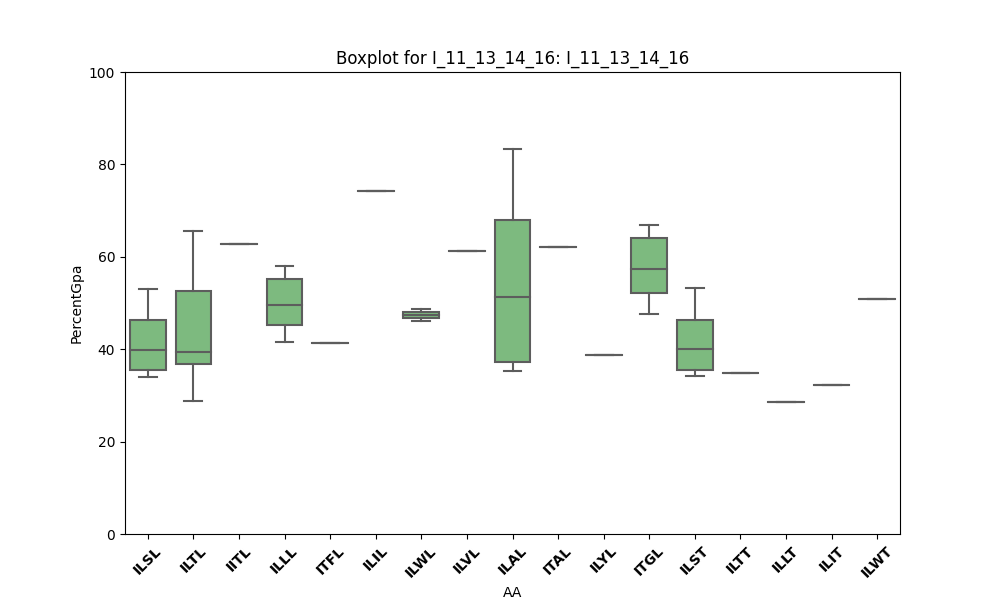 Boxplot for I_11_13_14_16: I_11_13_14_16
100
80
60
40
20
0
PercentGpa
ILSL
ILTL
IITL
ILLL
ITFL
ILIL
ILWL
ILVL
ILAL
ITAL
ILYL
ITGL
ILST
ILTT
ILLT
ILIT
ILWT
AA